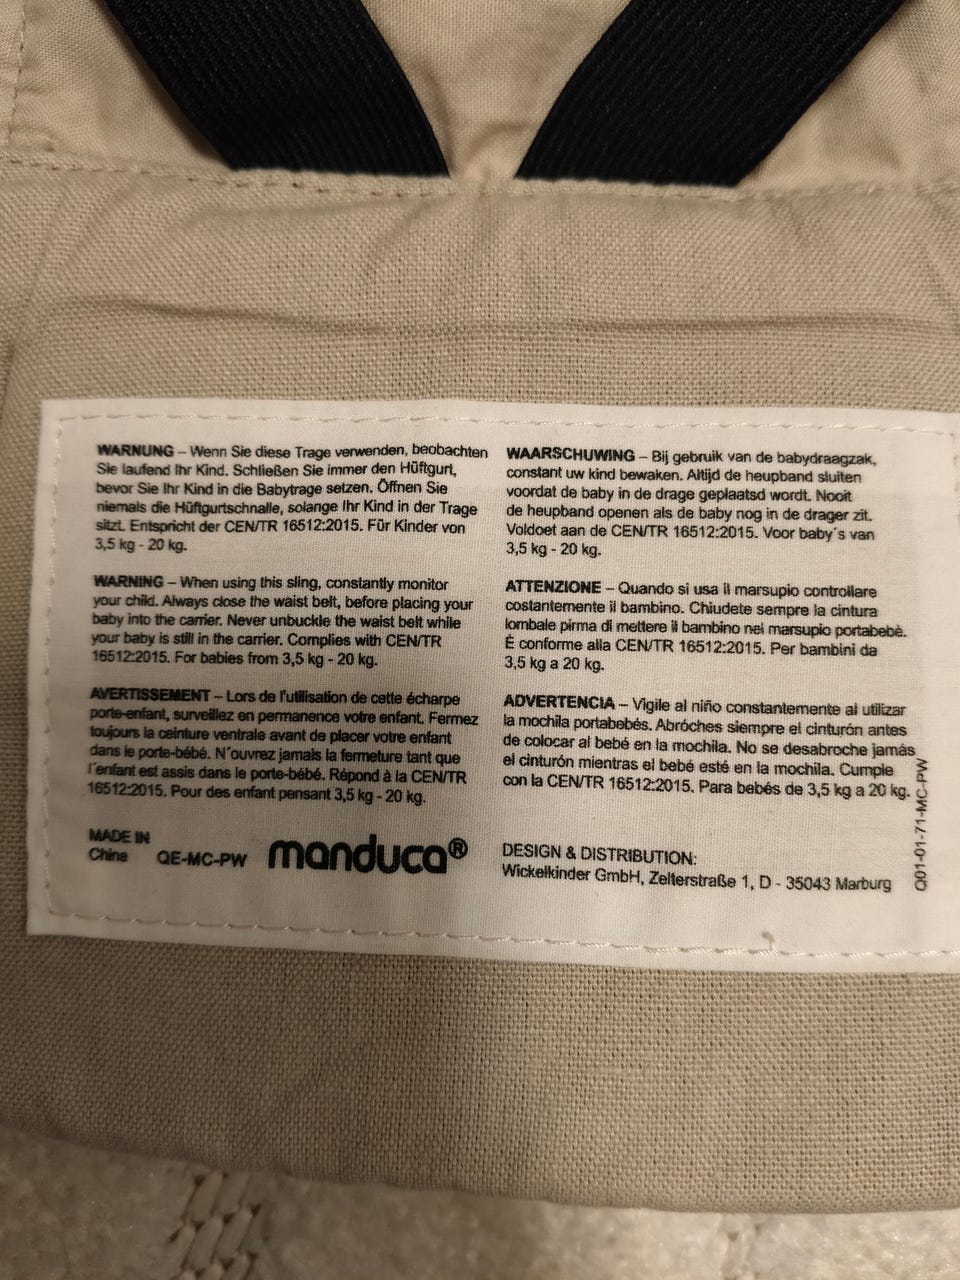 WARNUNG – Wenn Sie diese Trage verwenden, beobachten
Sie laufend Ihr Kind. Schließen Sie immer den Hüftgurt,
bevor Sie Ihr Kind in die Babytrage setzen. Öffnen Sie
niemals die Hüftgurtschnalle, solange Ihr Kind in der Trage
sitzt. Entspricht der CEN/TR 16512:2015. Für Kinder von
3,5 kg - 20 kg.
WARNING – When using this sling, constantly monitor
your child. Always close the waist belt, before placing your
baby into the carrier. Never unbuckle the waist belt while
your baby is still in the carrier. Complies with CEN/TR
16512:2015. For babies from 3,5 kg - 20 kg.
AVERTISSEMENT – Lors de l'utilisation de cette écharpe
porte-enfant, surveillez en permanence votre enfant. Fermez
toujours la ceinture ventrale avant de placer votre enfant
dans le porte-bébé. N´ouvrez jamais la fermeture tant que
l´enfant est assis dans le porte-bébé. Répond à la CEN/TR
16512:2015. Pour des enfant pensant 3,5 kg - 20 kg.
WAARSCHUWING – Bij gebruik van de babydraagzak,
constant uw kind bewaken. Altijd de heupband sluiten
voordat de baby in de drage geplaatsd wordt. Nooit
de heupband openen als de baby nog in de drager zit.
Voldoet aan de CEN/TR 16512:2015. Voor baby´s van
3,5 kg - 20 kg.
ATTENZIONE – Quando si usa il marsupio controllare
costantemente il bambino. Chiudete sempre la cintura
lombale pirma di mettere il bambino nei marsupio portabebè.
È conforme alla CEN/TR 16512:2015. Per bambini da
3,5 kg a 20 kg.
ADVERTENCIA – Vigile al niño constantemente al utilizar
la mochila portabebés. Abróches siempre el cinturón antes
de colocar al bebé en la mochila. No se desabroche jamás
el cinturón mientras el bebé esté en la mochila. Cumple
con la CEN/TR 16512:2015. Para bebés de 3,5 kg a 20 kg.
MADE IN
China QE-MC-PW manduca®
DESIGN & DISTRIBUTION:
Wickelkinder GmbH, Zelterstraße 1, D - 35043 Marburg
Q01-01-71-MC-PW